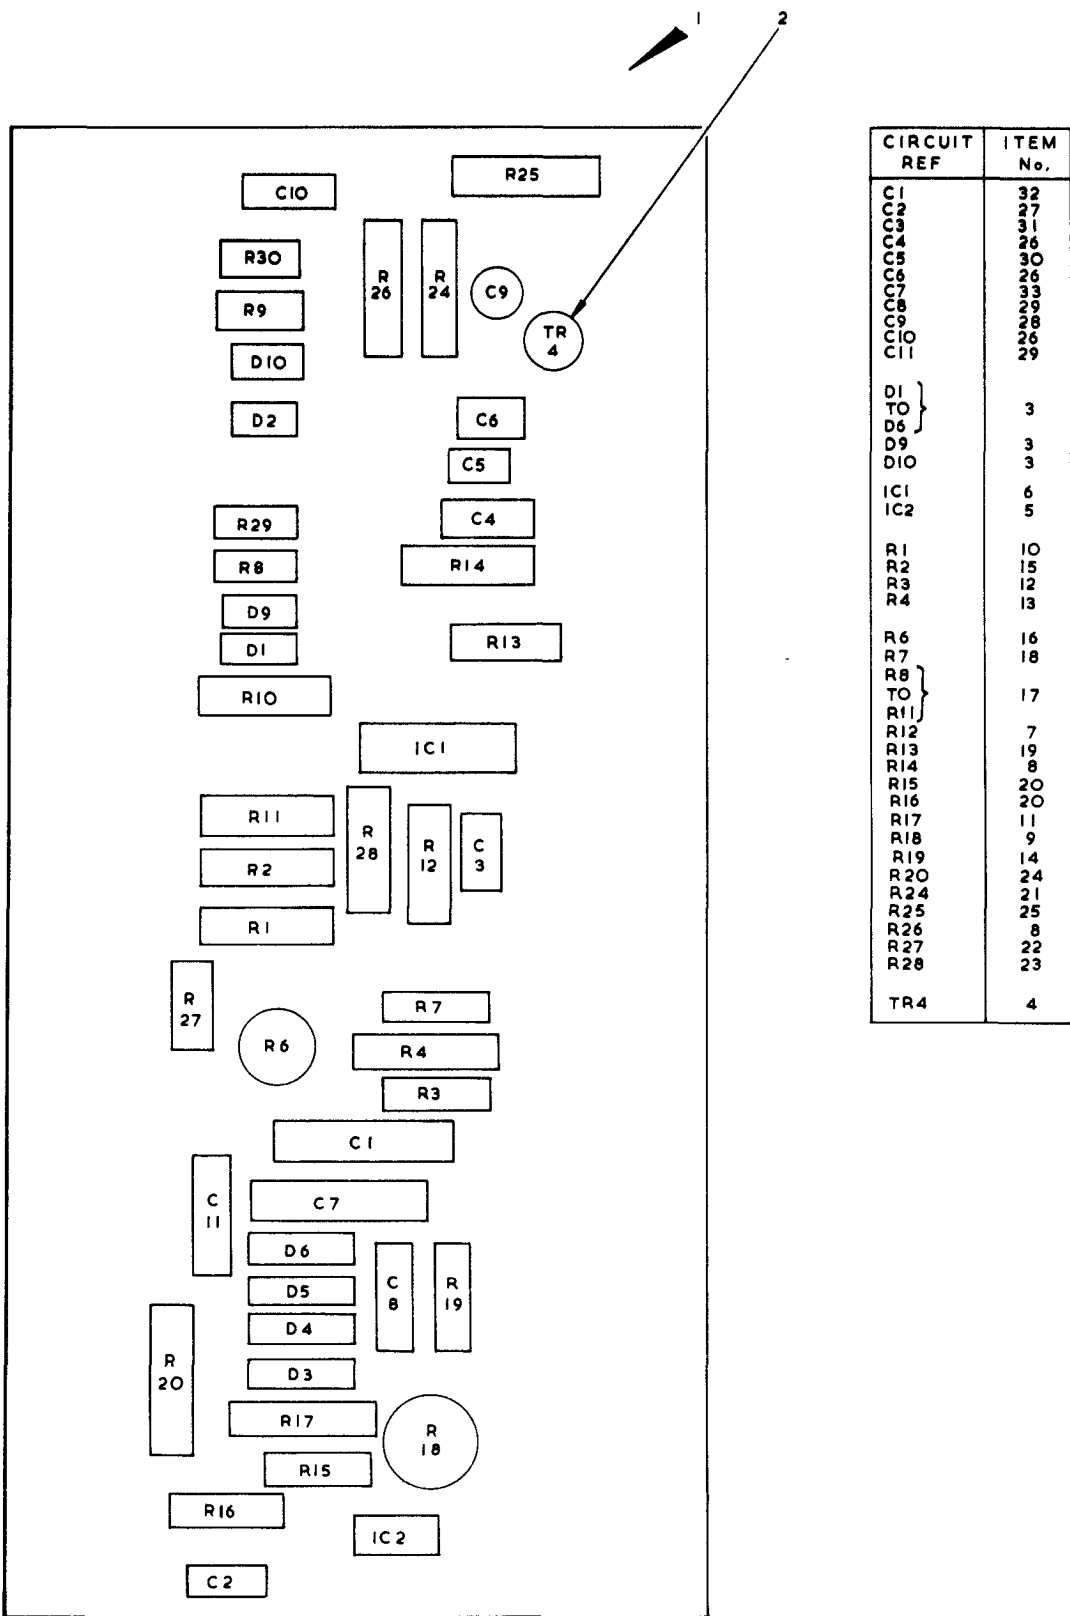 1 2
R25
C10
R30
R 26
R 24
C9
R9
TR 4
D10
D2
C6
C5
C4
R29
R14
R8
D9
R13
D1
R10
IC1
R11
R 28
R 12
C 3
R2
R1
R 27
R7
R6
R4
R3
C1
C 11
C7
D6
C 8
R 19
D5
D4
R 20
D3
R17
R 18
R15
R16
IC2
C2
CIRCUIT REF ITEM No.
C1 32
C2 27
C3 31
C4 26
C5 30
C6 26
C7 33
C8 29
C9 28
C10 26
C11 29
D1
TO 3
D6
D9 3
D10 3
IC1 6
IC2 5
R1 10
R2 15
R3 12
R4 13
R6 16
R7 18
R8
TO 17
R11
R12 7
R13 19
R14 8
R15 20
R16 20
R17 11
R18 9
R19 14
R20 24
R24 21
R25 25
R26 8
R27 22
R28 23
TR4 4